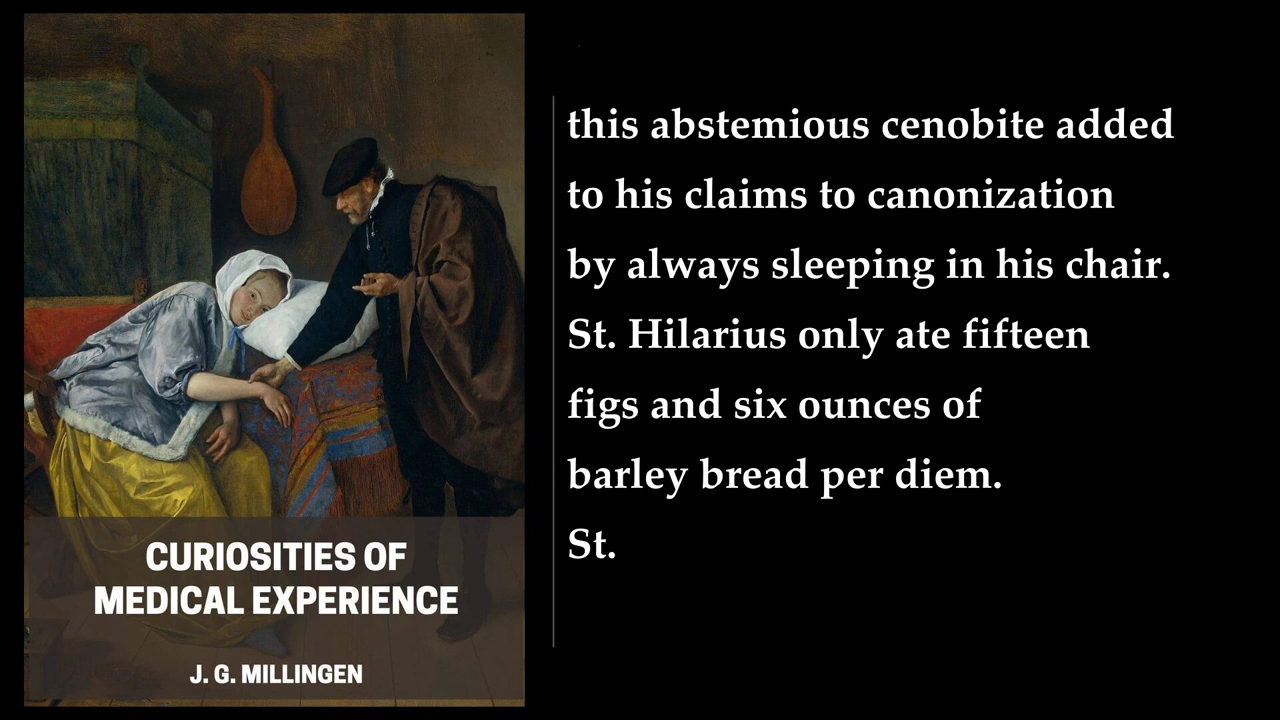 this abstemious cenobite added
to his claims to canonization
by always sleeping in his chair.
St. Hilarius only ate fifteen
figs and six ounces of
barley bread per diem.
St.
CURIOSITIES OF
MEDICAL EXPERIENCE
J. G. MILLINGEN